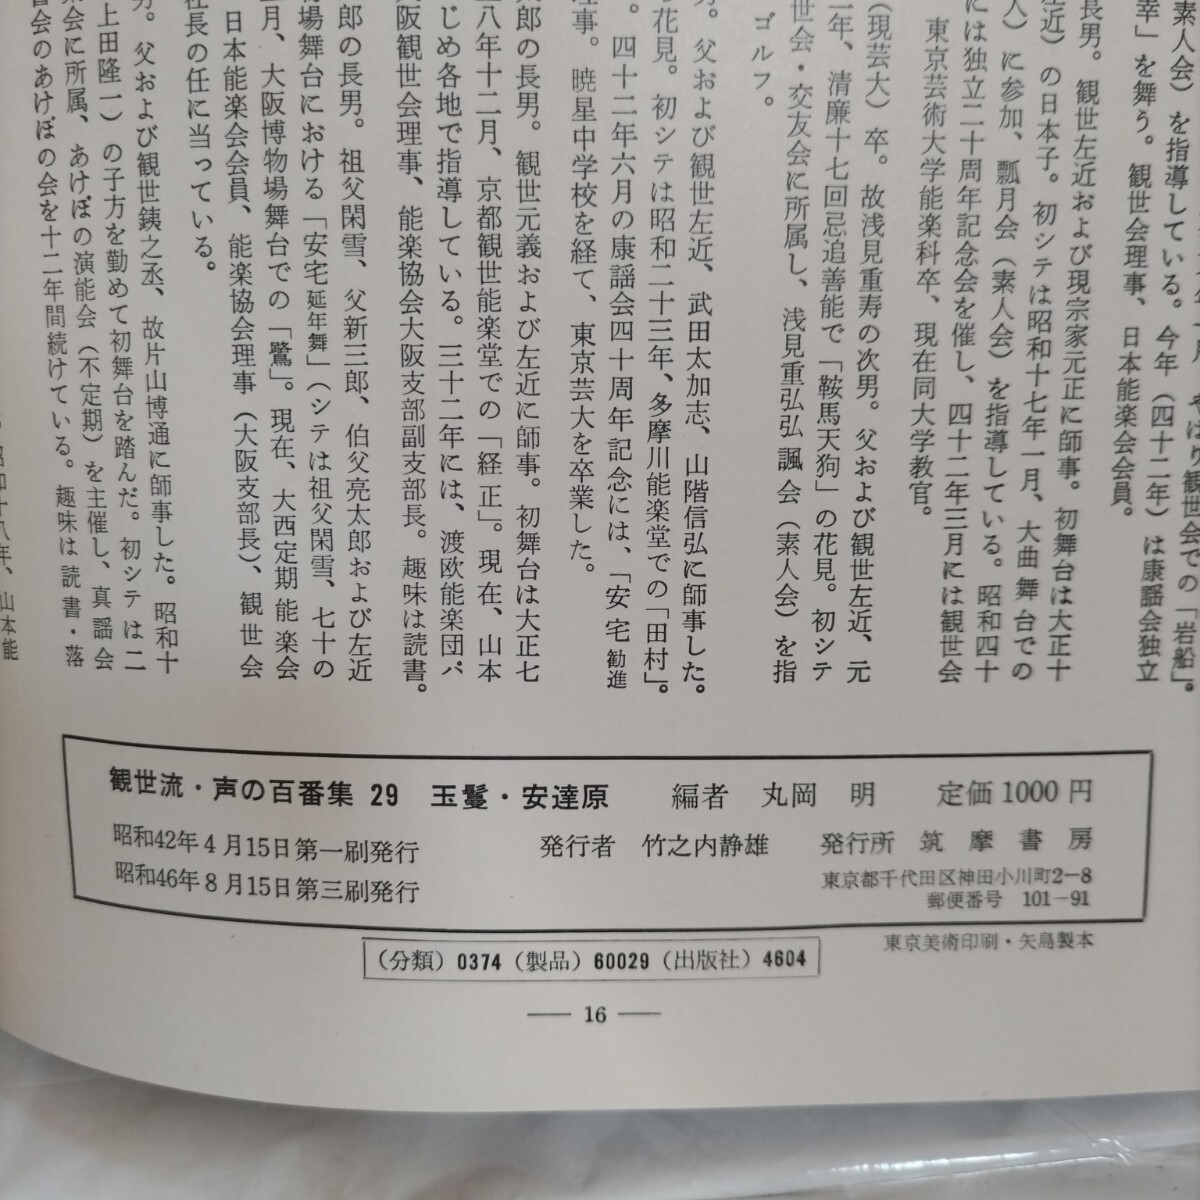 素人会）を指導している。今年（四十二年）は康謡会独立
幸」を舞う。観世会理事、日本能楽会会員。
長男。観世左近および現宗家元正に師事。初舞台は大正十
左近）の日本子。初シテは昭和十七年一月、大曲舞台での
人）に参加、瓢月会（素人会）を指導している。昭和四十
には独立二十周年記念会を催し、四十二年三月には観世会
東京芸術大学能楽科卒、現在同大学教官。
（現芸大）卒。故浅見重寿の次男。父および観世左近、元
年、清廉十七回忌追善能で「鞍馬天狗」の花見。初シテ
世会・交友会に所属し、浅見重弘弘諷会（素人会）を指
ゴルフ。
男。父および観世左近、武田太加志、山階信弘に師事した。
花見。初シテは昭和二十三年、多摩川能楽堂での「田村」。
。四十二年六月の康謡会四十周年記念には、「安宅 勧進
理事。暁星中学校を経て、東京芸大を卒業した。
郎の長男。観世元義および左近に師事。初舞台は大正七
八年十二月、京都観世能楽堂での「経正」。現在、山本
じめ各地で指導している。三十二年には、渡欧能楽団パ
大阪観世会理事、能楽協会大阪支部副支部長。趣味は読書。
郎の長男。祖父閑雪、父新三郎、伯父亮太郎および左近
物場舞台における「安宅 延年舞」（シテは祖父閑雪、七十の
月、大阪博物場舞台での「鷺」。現在、大西定期能楽会
日本能楽会会員、能楽協会理事（大阪支部長）、観世会
社長の任に当っている。
男。父および観世銕之丞、故片山博通に師事した。昭和十
上田隆一）の子方を勤めて初舞台を踏んだ。初シテは二
会に所属、あけぼの演能会（不定期）を主催し、真謡会
会のあけぼの会を十二年間続けている。趣味は読書・落
昭和十八年、山本能
観世流・声の百番集 29 玉鬘・安達原 編者 丸岡 明 定価 1000 円
昭和42年4月15日第一刷発行 発行者 竹之内静雄 発行所 筑摩書房
昭和46年8月15日第三刷発行 東京都千代田区神田小川町2-8
郵便番号 101-91
東京美術印刷・矢島製本
（分類）0374（製品）60029（出版社）4604
— 16 —